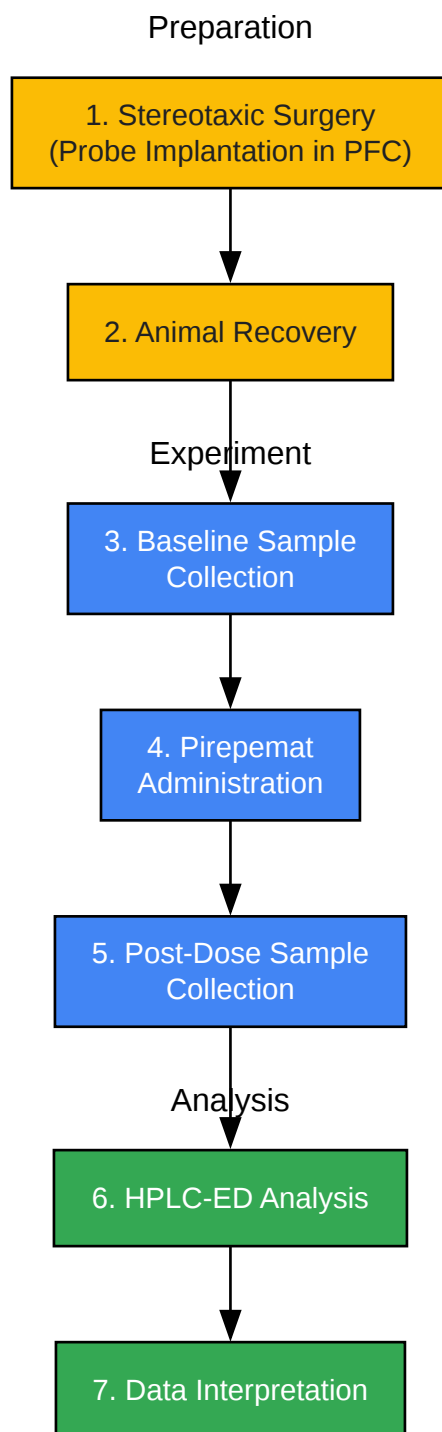 Preparation
1. Stereotaxic Surgery
(Probe Implantation in PFC)
2. Animal Recovery
Experiment
3. Baseline Sample
Collection
4. Pirepemat
Administration
5. Post-Dose Sample
Collection
Analysis
6. HPLC-ED Analysis
7. Data Interpretation